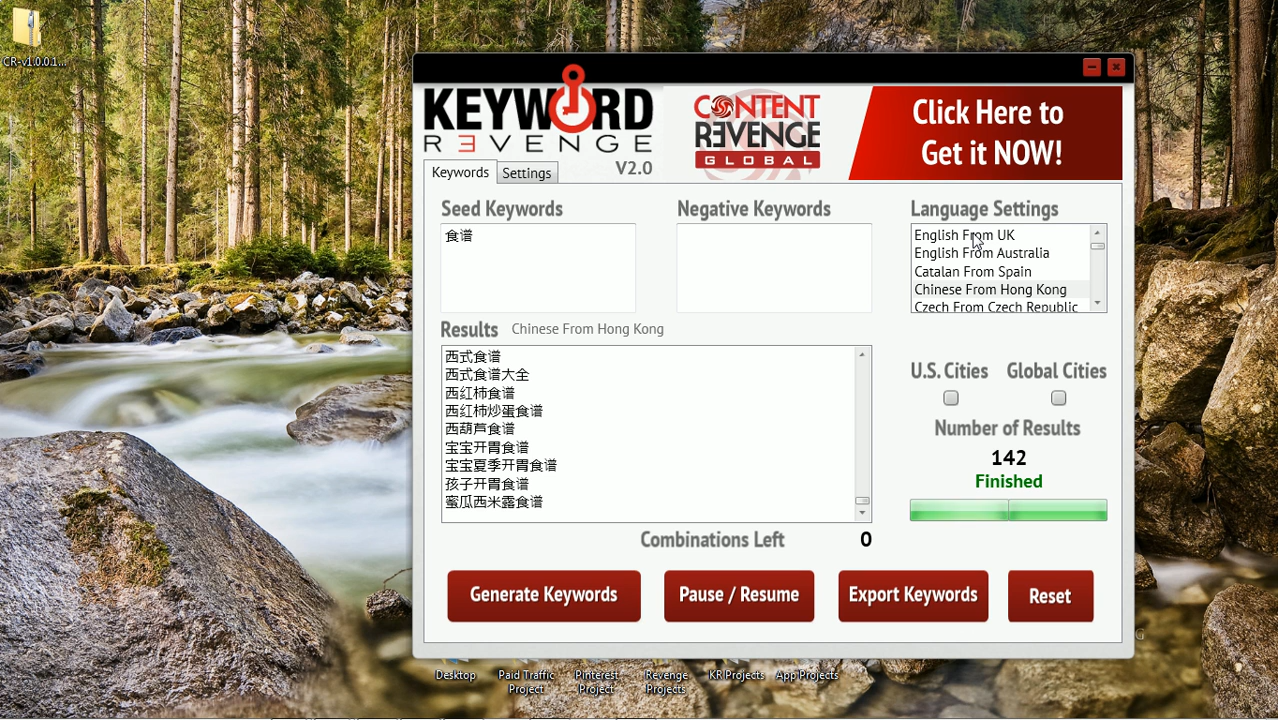 CR-v1.0.0.1...
KEYWORD
REVENGE
V2.0
CONTENT
REVENGE
GLOBAL
Click Here to
Get it NOW!
Keywords
Settings
Seed Keywords
Negative Keywords
Language Settings
食谱
English From UK
English From Australia
Catalan From Spain
Chinese From Hong Kong
Czech From Czech Republic
Results
Chinese From Hong Kong
西式食谱
西式食谱大全
西红柿食谱
西红柿炒蛋食谱
西葫芦食谱
宝宝开胃食谱
宝宝夏季开胃食谱
孩子开胃食谱
蜜瓜西米露食谱
U.S. Cities
Global Cities
Number of Results
142
Finished
Combinations Left
0
Generate Keywords
Pause / Resume
Export Keywords
Reset
Desktop
Paid Traffic
Project
Pinterest
Project
Revenge
Projects
KR Projects
App Projects